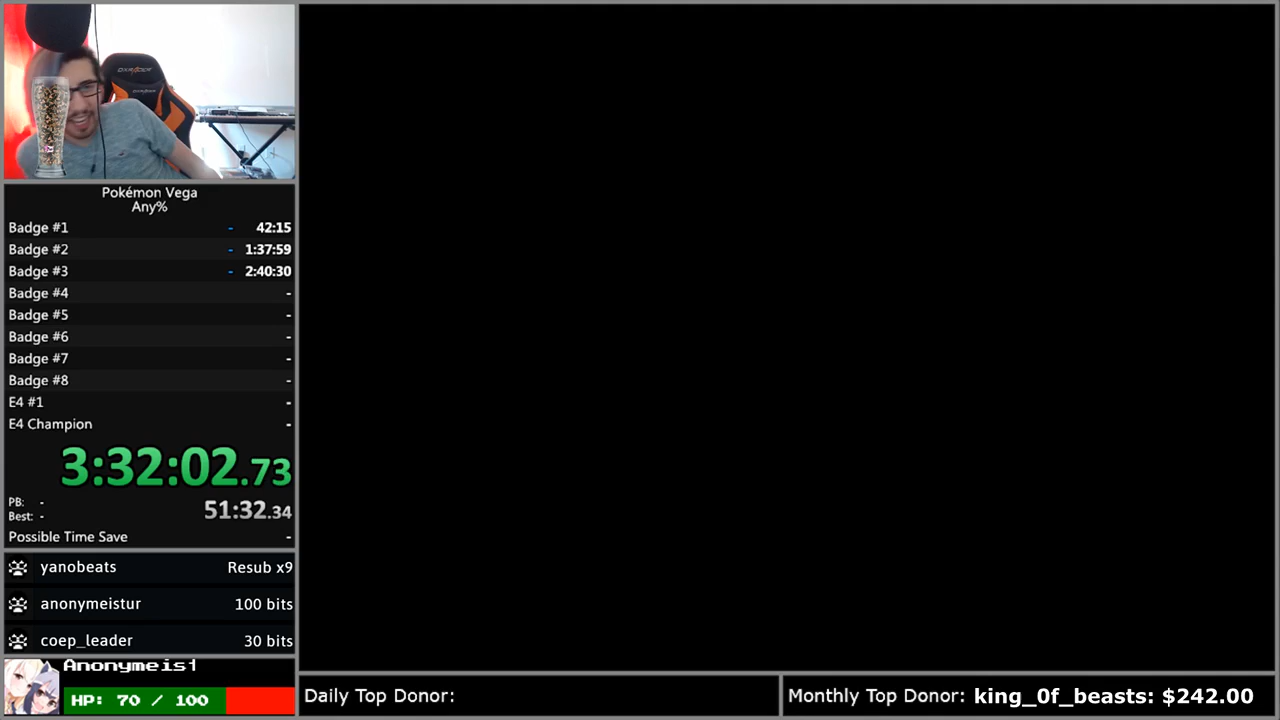 Pokémon Vega
Any%
Badge #1 - 42:15
Badge #2 - 1:37:59
Badge #3 - 2:40:30
Badge #4 -
Badge #5 -
Badge #6 -
Badge #7 -
Badge #8 -
E4 #1 -
E4 Champion -
3:32:02.73
PB: -
51:32.34
Best: -
Possible Time Save -
yanobeats Resub x9
anonymeistur 100 bits
coep_leader 30 bits
HP: 70 / 100
Daily Top Donor:
Monthly Top Donor: king_0f_beasts: $242.00